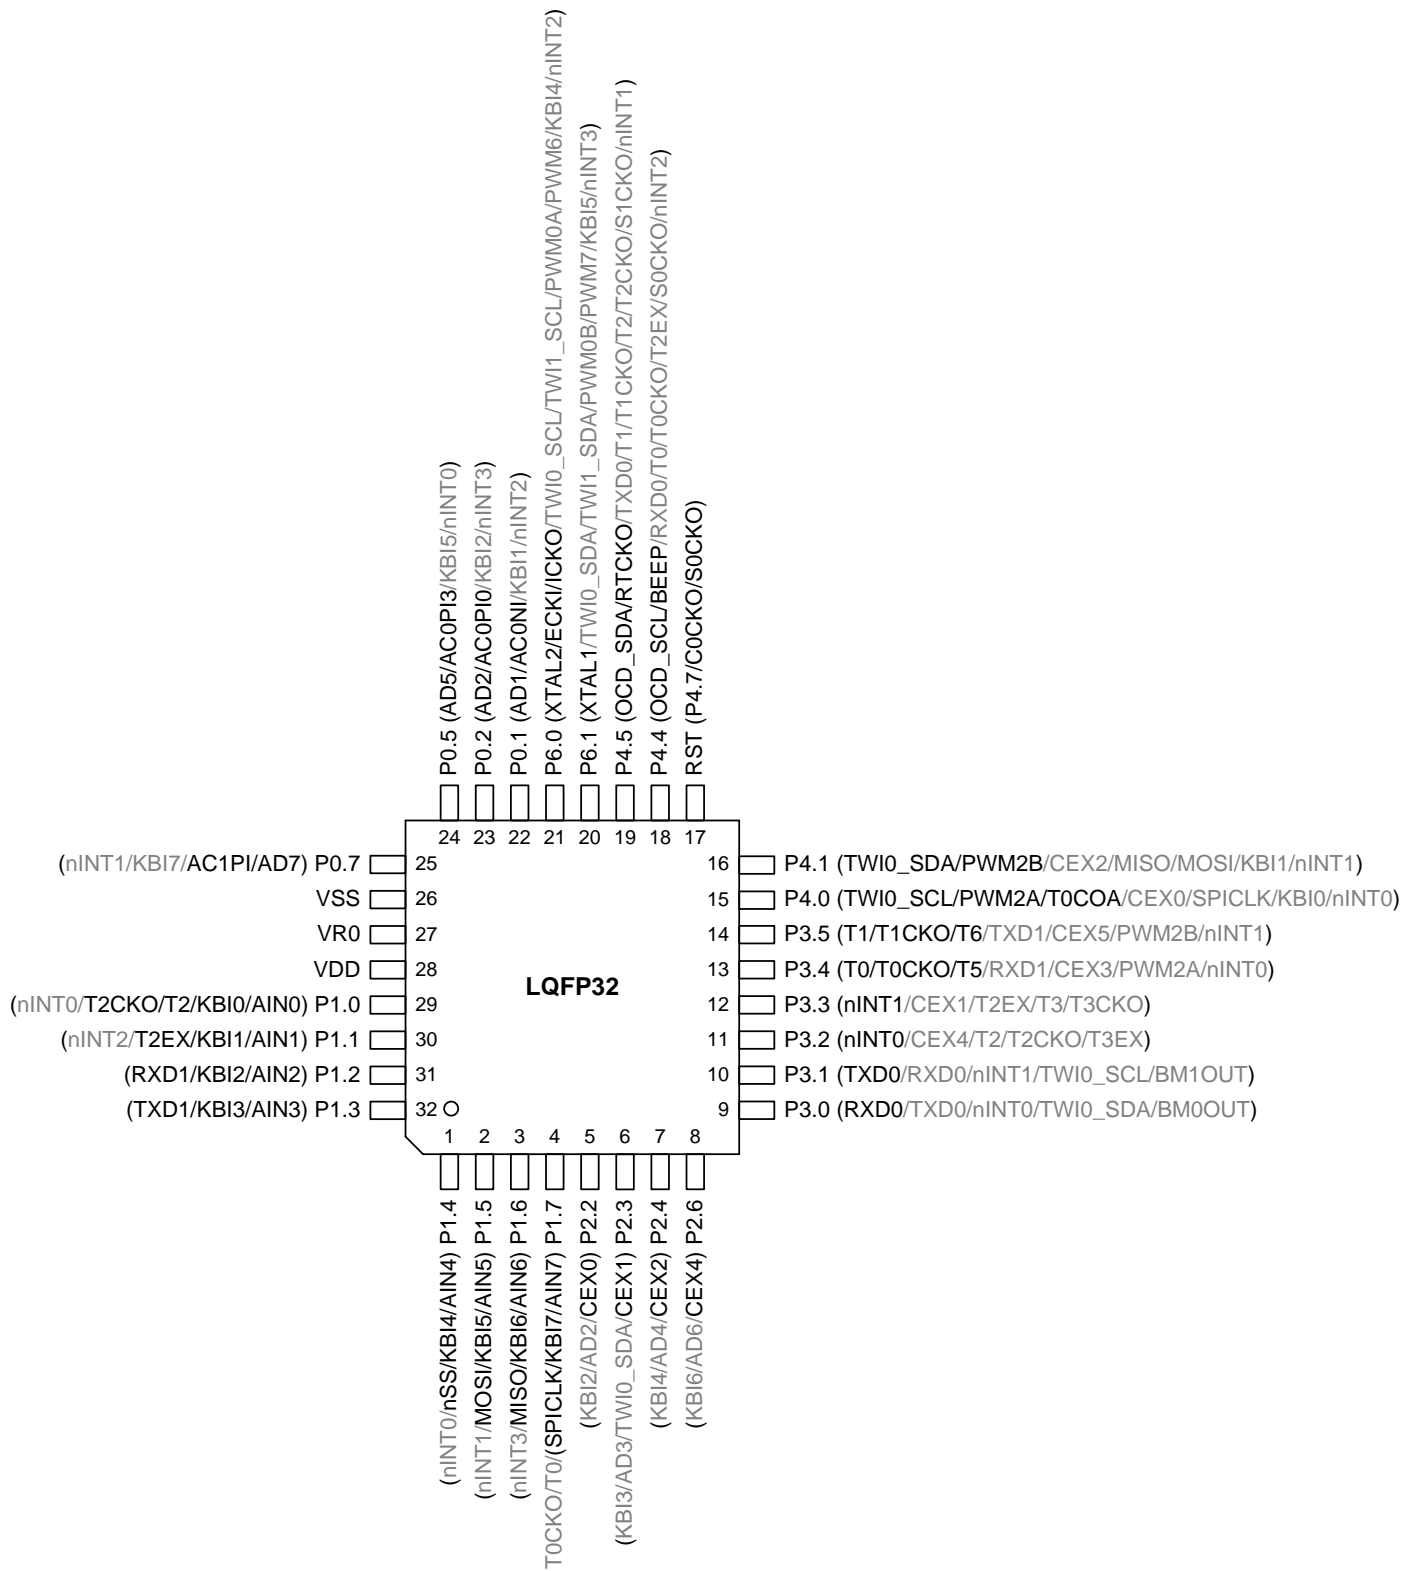 P0.5 (AD5/AC0PI3/KBI5/nINT0)
P0.2 (AD2/AC0PI0/KBI2/nINT3)
P0.1 (AD1/AC0NI/KBI1/nINT2)
P6.0 (XTAL2/ECKI/ICKO/TWI0_SCL/TWI1_SCL/PWM0A/PWM6/KBI4/nINT2)
P6.1 (XTAL1/TWI0_SDA/TWI1_SDA/PWM0B/PWM7/KBI5/nINT3)
P4.5 (OCD_SDA/RTCKO/TXD0/T1/T1CKO/T2/T2CKO/S1CKO/nINT1)
P4.4 (OCD_SCL/BEEP/RXD0/T0/T0CKO/T2EX/S0CKO/nINT2)
RST (P4.7/C0CKO/S0CKO)
24 23 22 21 20 19 18 17
(nINT1/KBI7/AC1PI/AD7) P0.7 25
VSS 26
VR0 27
VDD 28
(nINT0/T2CKO/T2/KBI0/AIN0) P1.0 29
(nINT2/T2EX/KBI1/AIN1) P1.1 30
(RXD1/KBI2/AIN2) P1.2 31
(TXD1/KBI3/AIN3) P1.3 32
LQFP32
16 P4.1 (TWI0_SDA/PWM2B/CEX2/MISO/MOSI/KBI1/nINT1)
15 P4.0 (TWI0_SCL/PWM2A/T0COA/CEX0/SPICLK/KBI0/nINT0)
14 P3.5 (T1/T1CKO/T6/TXD1/CEX5/PWM2B/nINT1)
13 P3.4 (T0/T0CKO/T5/RXD1/CEX3/PWM2A/nINT0)
12 P3.3 (nINT1/CEX1/T2EX/T3/T3CKO)
11 P3.2 (nINT0/CEX4/T2/T2CKO/T3EX)
10 P3.1 (TXD0/RXD0/nINT1/TWI0_SCL/BM1OUT)
9 P3.0 (RXD0/TXD0/nINT0/TWI0_SDA/BM0OUT)
1 2 3 4 5 6 7 8
(nINT0/nSS/KBI4/AIN4) P1.4
(nINT1/MOSI/KBI5/AIN5) P1.5
(nINT3/MISO/KBI6/AIN6) P1.6
T0CKO/T0/(SPICLK/KBI7/AIN7) P1.7
(KBI2/AD2/CEX0) P2.2
(KBI3/AD3/TWI0_SDA/CEX1) P2.3
(KBI4/AD4/CEX2) P2.4
(KBI6/AD6/CEX4) P2.6